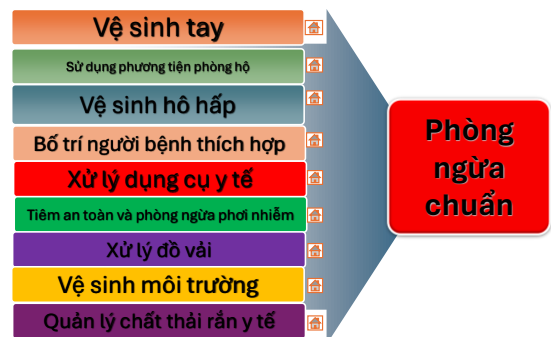 Vệ sinh tay
Sử dụng phương tiện phòng hộ
Vệ sinh hô hấp
Bố trí người bệnh thích hợp
Xử lý dụng cụ y tế
Tiêm an toàn và phòng ngừa phơi nhiễm
Xử lý đồ vải
Vệ sinh môi trường
Quản lý chất thải rắn y tế
Phòng
ngừa
chuẩn